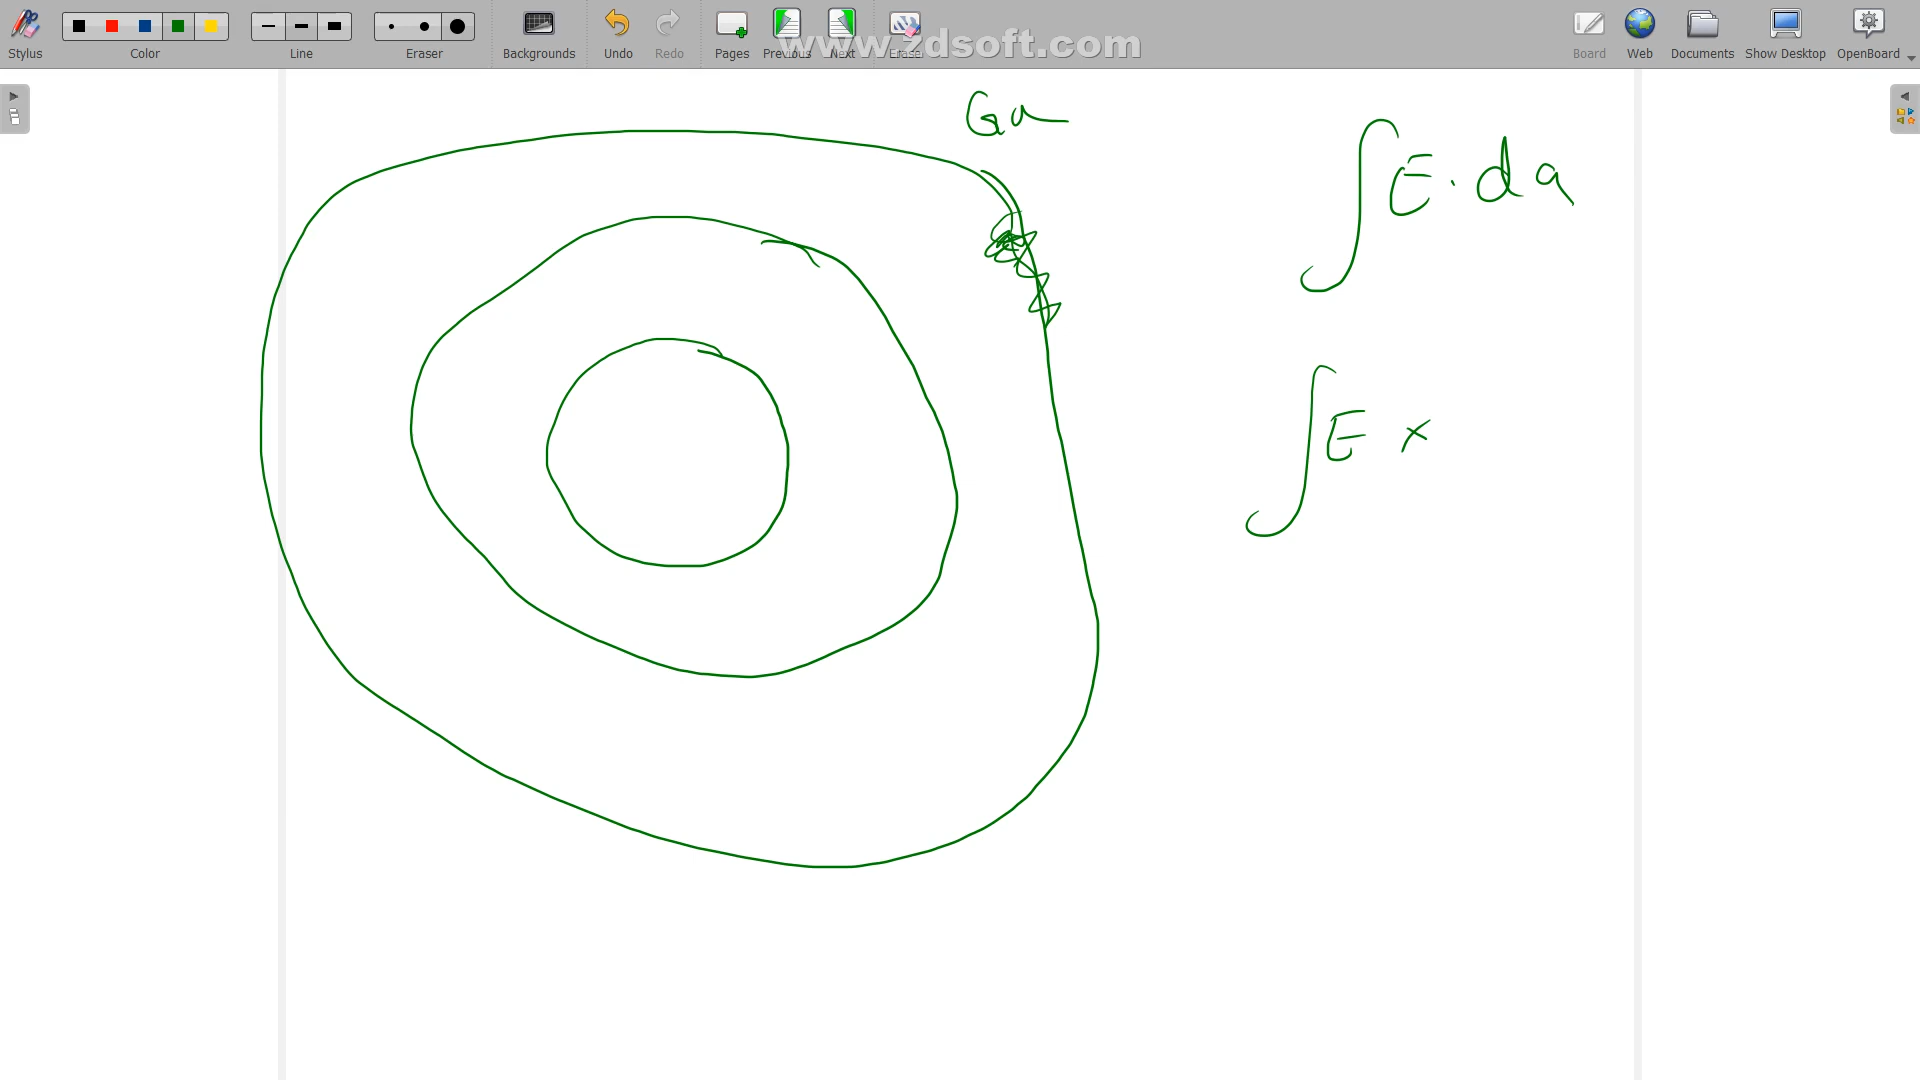 www.zdsoft.com
Stylus Color Line Eraser Backgrounds Undo Redo Pages Previous Next Erase Board Web Documents Show Desktop OpenBoard
Ga
∫E·da
∫E ×